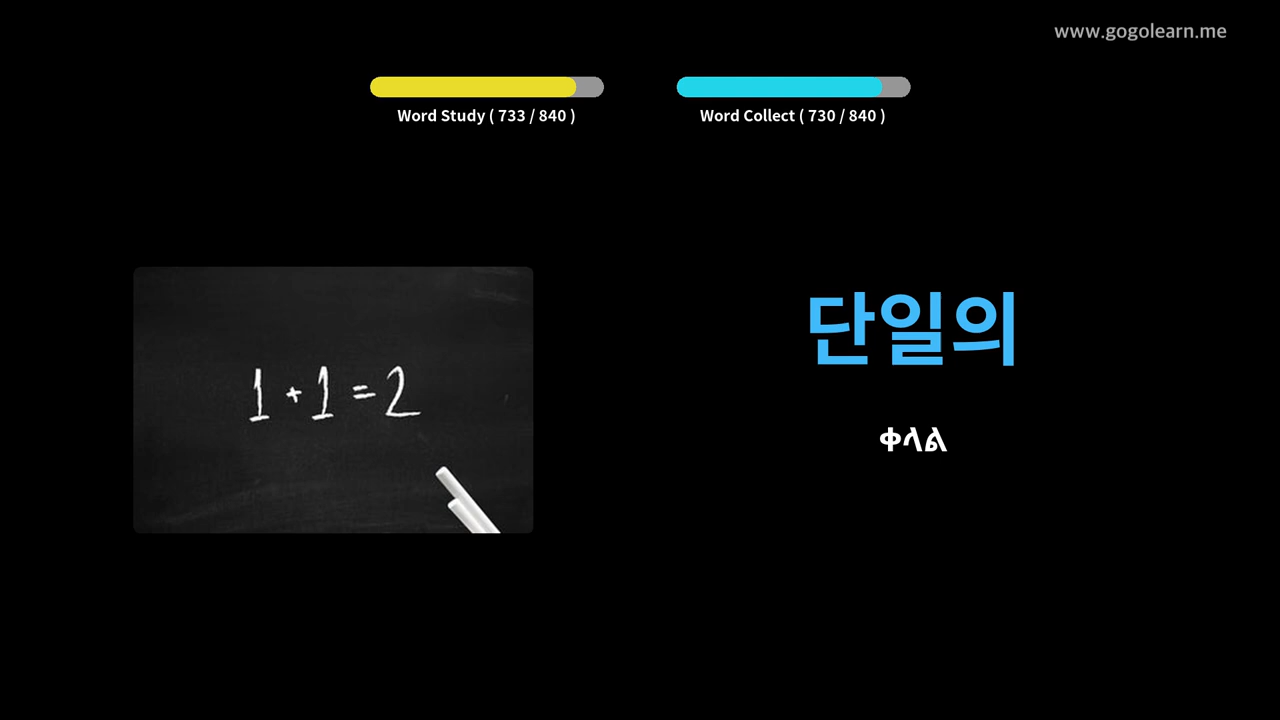 www.gogolearn.me
Word Study ( 733 / 840 )
Word Collect ( 730 / 840 )
1 + 1 = 2
단일의
ቀላል